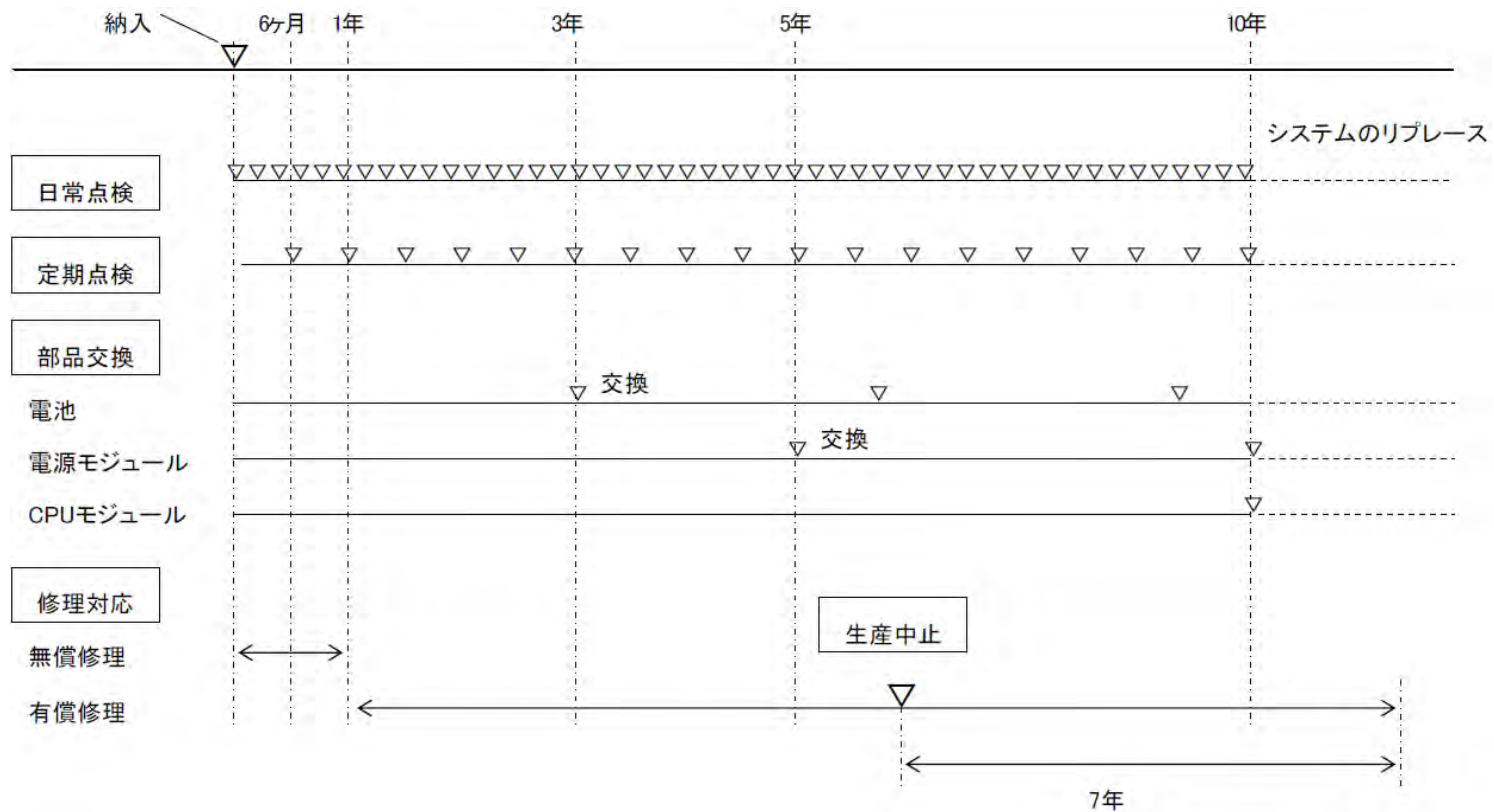 納入
6ヶ月
1年
3年
5年
10年
システムのリプレース
日常点検
定期点検
部品交換
交換
電池
交換
電源モジュール
CPUモジュール
修理対応
生産中止
無償修理
有償修理
7年